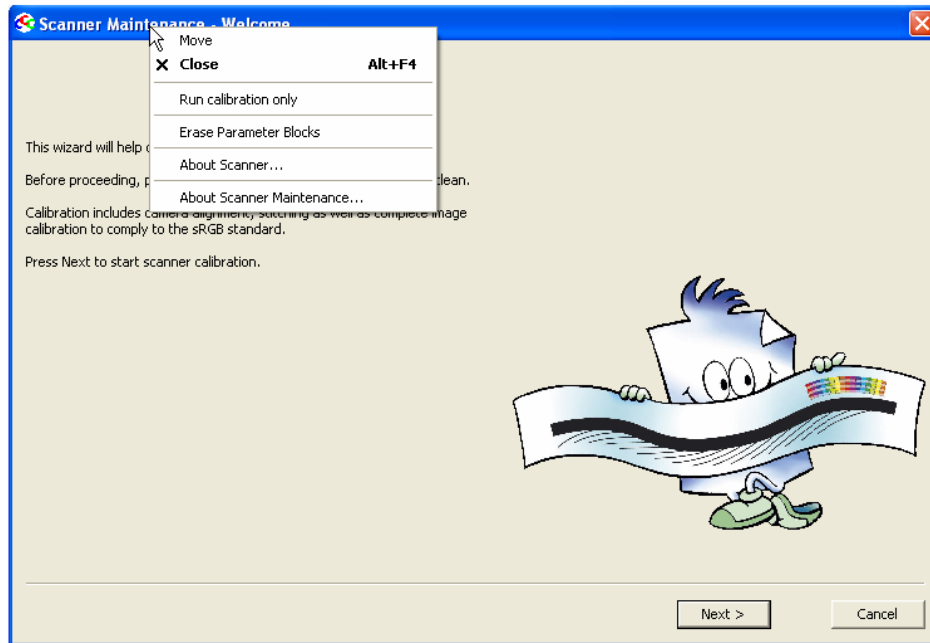 Scanner Maintenance - Welcome
Move
Close Alt+F4
Run calibration only
Erase Parameter Blocks
About Scanner...
About Scanner Maintenance...
This wizard will help
Before proceeding, clean.
Calibration includes camera alignment, stitching as well as complete image
calibration to comply to the sRGB standard.
Press Next to start scanner calibration.
Next >
Cancel